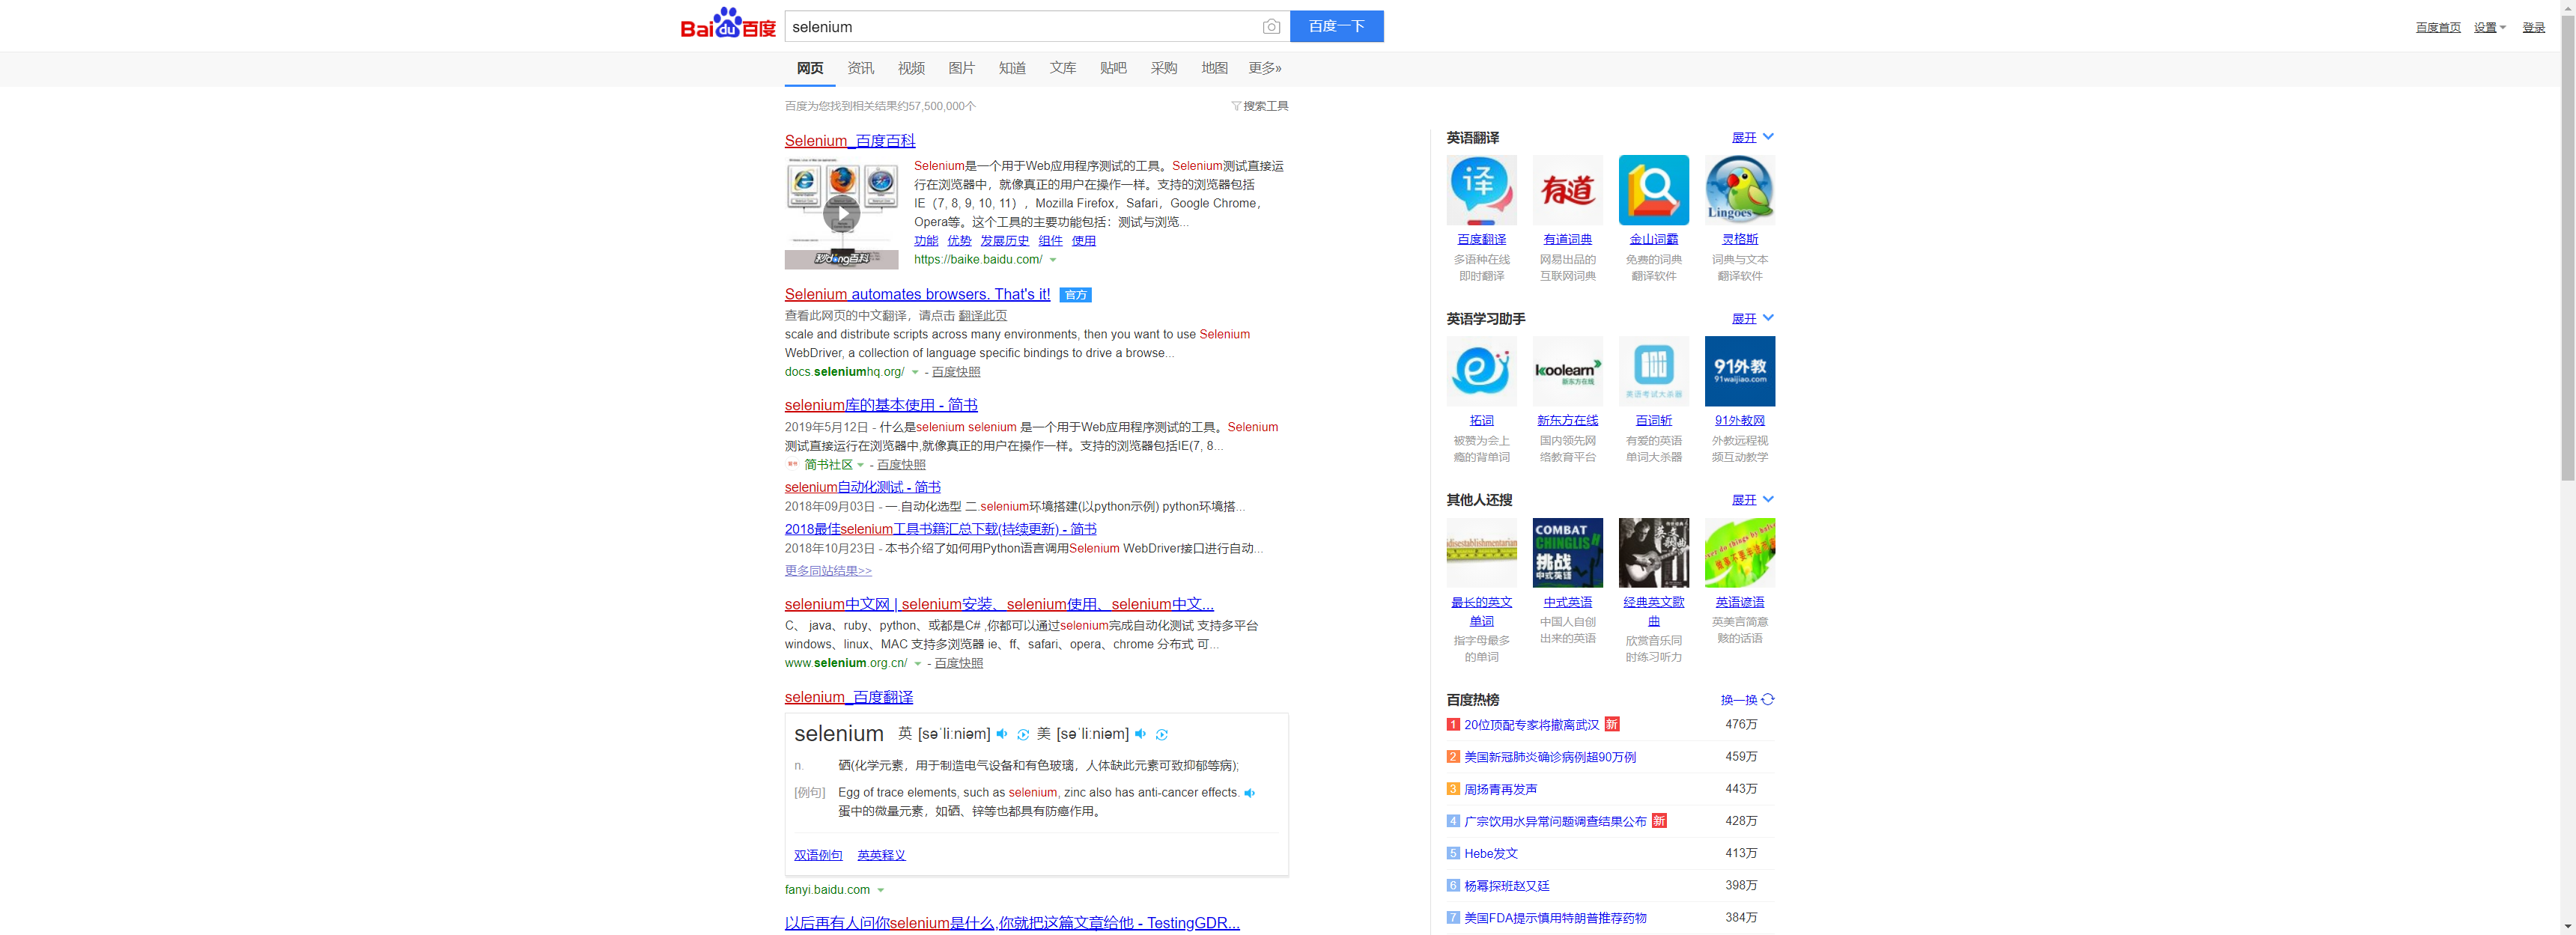 Bai du 百度
selenium
百度一下
百度首页 设置 登录
网页 资讯 视频 图片 知道 文库 贴吧 采购 地图 更多»
百度为您找到相关结果约57,500,000个
搜索工具
Selenium_百度百科
Selenium是一个用于Web应用程序测试的工具。Selenium测试直接运
行在浏览器中，就像真正的用户在操作一样。支持的浏览器包括
IE（7, 8, 9, 10, 11），Mozilla Firefox，Safari，Google Chrome，
Opera等。这个工具的主要功能包括：测试与浏览...
功能 优势 发展历史 组件 使用
秒dǒng百科
https://baike.baidu.com/
Selenium automates browsers. That's it! 官方
查看此网页的中文翻译，请点击 翻译此页
scale and distribute scripts across many environments, then you want to use Selenium
WebDriver, a collection of language specific bindings to drive a browse...
docs.seleniumhq.org/ - 百度快照
selenium库的基本使用 - 简书
2019年5月12日 - 什么是selenium selenium 是一个用于Web应用程序测试的工具。Selenium
测试直接运行在浏览器中,就像真正的用户在操作一样。支持的浏览器包括IE(7, 8...
简书社区 - 百度快照
selenium自动化测试 - 简书
2018年09月03日 - 一.自动化选型 二.selenium环境搭建(以python示例) python环境搭...
2018最佳selenium工具书籍汇总下载(持续更新) - 简书
2018年10月23日 - 本书介绍了如何用Python语言调用Selenium WebDriver接口进行自动...
更多同站结果>>
selenium中文网 | selenium安装、selenium使用、selenium中文...
C、 java、ruby、python、或都是C# ,你都可以通过selenium完成自动化测试 支持多平台
windows、linux、MAC 支持多浏览器 ie、ff、safari、opera、chrome 分布式 可...
www.selenium.org.cn/ - 百度快照
selenium_百度翻译
selenium 英 [səˈliːniəm] 美 [səˈliːniəm]
n. 硒(化学元素，用于制造电气设备和有色玻璃，人体缺此元素可致抑郁等病);
[例句] Egg of trace elements, such as selenium, zinc also has anti-cancer effects.
蛋中的微量元素，如硒、锌等也都具有防癌作用。
双语例句 英英释义
fanyi.baidu.com
以后再有人问你selenium是什么,你就把这篇文章给他 - TestingGDR...
英语翻译 展开
译 有道 Lingoes
百度翻译 有道词典 金山词霸 灵格斯
多语种在线 网易出品的 免费的词典 词典与文本
即时翻译 互联网词典 翻译软件 翻译软件
英语学习助手 展开
koolearn 新东方在线 英语考试大杀器 91外教 91waijiao.com
拓词 新东方在线 百词斩 91外教网
被赞为会上 国内领先网 有爱的英语 外教远程视
瘾的背单词 络教育平台 单词大杀器 频互动教学
其他人还搜 展开
COMBAT CHINGLISH 挑战 中式英语
最长的英文 中式英语 经典英文歌 英语谚语
单词 中国人自创 曲 英美言简意
出来的英语 赅的话语
指字母最多 欣赏音乐同
的单词 时练习听力
百度热榜 换一换
1 20位顶配专家将撤离武汉 新 476万
2 美国新冠肺炎确诊病例超90万例 459万
3 周扬青再发声 443万
4 广宗饮用水异常问题调查结果公布 新 428万
5 Hebe发文 413万
6 杨幂探班赵又廷 398万
7 美国FDA提示慎用特朗普推荐药物 384万